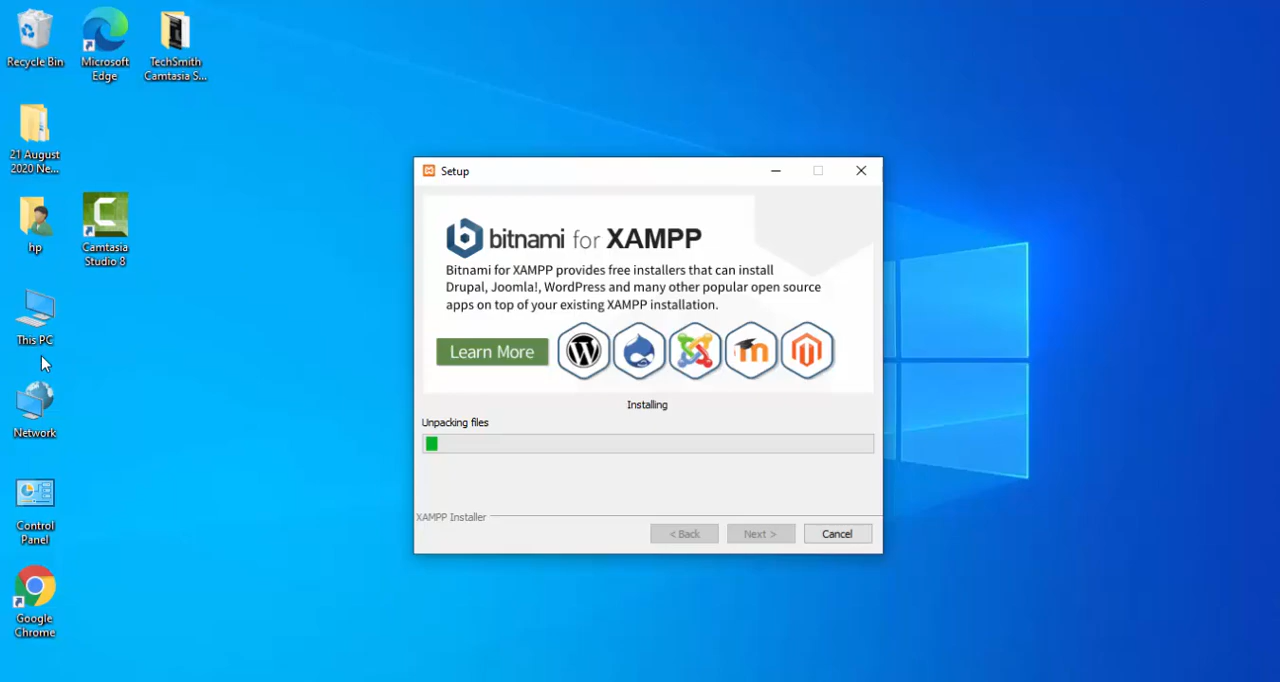 Recycle Bin
Microsoft
Edge
TechSmith
Camtasia S...
21 August
2020 Ne...
hp
Camtasia
Studio 8
This PC
Network
Control
Panel
Google
Chrome
Setup
bitnami for XAMPP
Bitnami for XAMPP provides free installers that can install
Drupal, Joomla!, WordPress and many other popular open source
apps on top of your existing XAMPP installation.
Learn More
Installing
Unpacking files
XAMPP Installer
< Back
Next >
Cancel